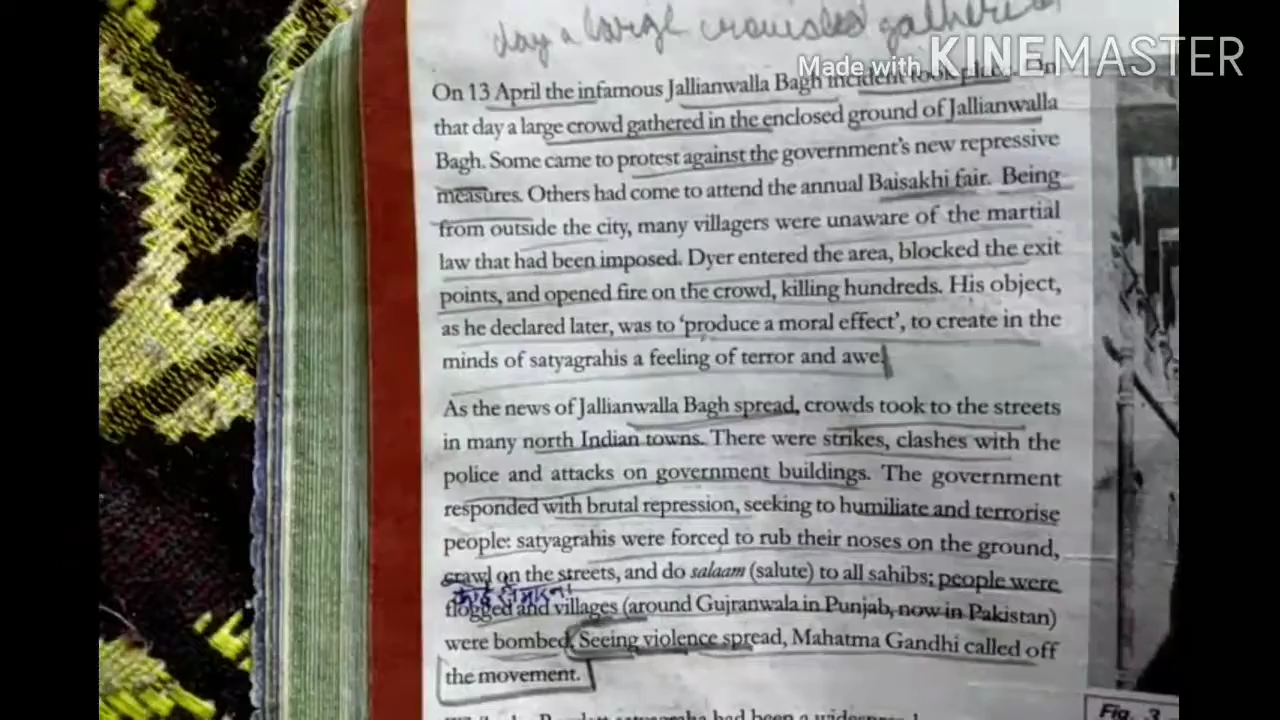 day a large crowded gathered
Made with KINEMASTER
On 13 April the infamous Jallianwalla Bagh incident took place. On
that day a large crowd gathered in the enclosed ground of Jallianwalla
Bagh. Some came to protest against the government's new repressive
measures. Others had come to attend the annual Baisakhi fair. Being
from outside the city, many villagers were unaware of the martial
law that had been imposed. Dyer entered the area, blocked the exit
points, and opened fire on the crowd, killing hundreds. His object,
as he declared later, was to 'produce a moral effect', to create in the
minds of satyagrahis a feeling of terror and awe.
As the news of Jallianwalla Bagh spread, crowds took to the streets
in many north Indian towns. There were strikes, clashes with the
police and attacks on government buildings. The government
responded with brutal repression, seeking to humiliate and terrorise
people: satyagrahis were forced to rub their noses on the ground,
crawl on the streets, and do salaam (salute) to all sahibs; people were
flogged and villages (around Gujranwala in Punjab, now in Pakistan)
were bombed. Seeing violence spread, Mahatma Gandhi called off
the movement.
satyagraha had been a widespread
Fig. 3